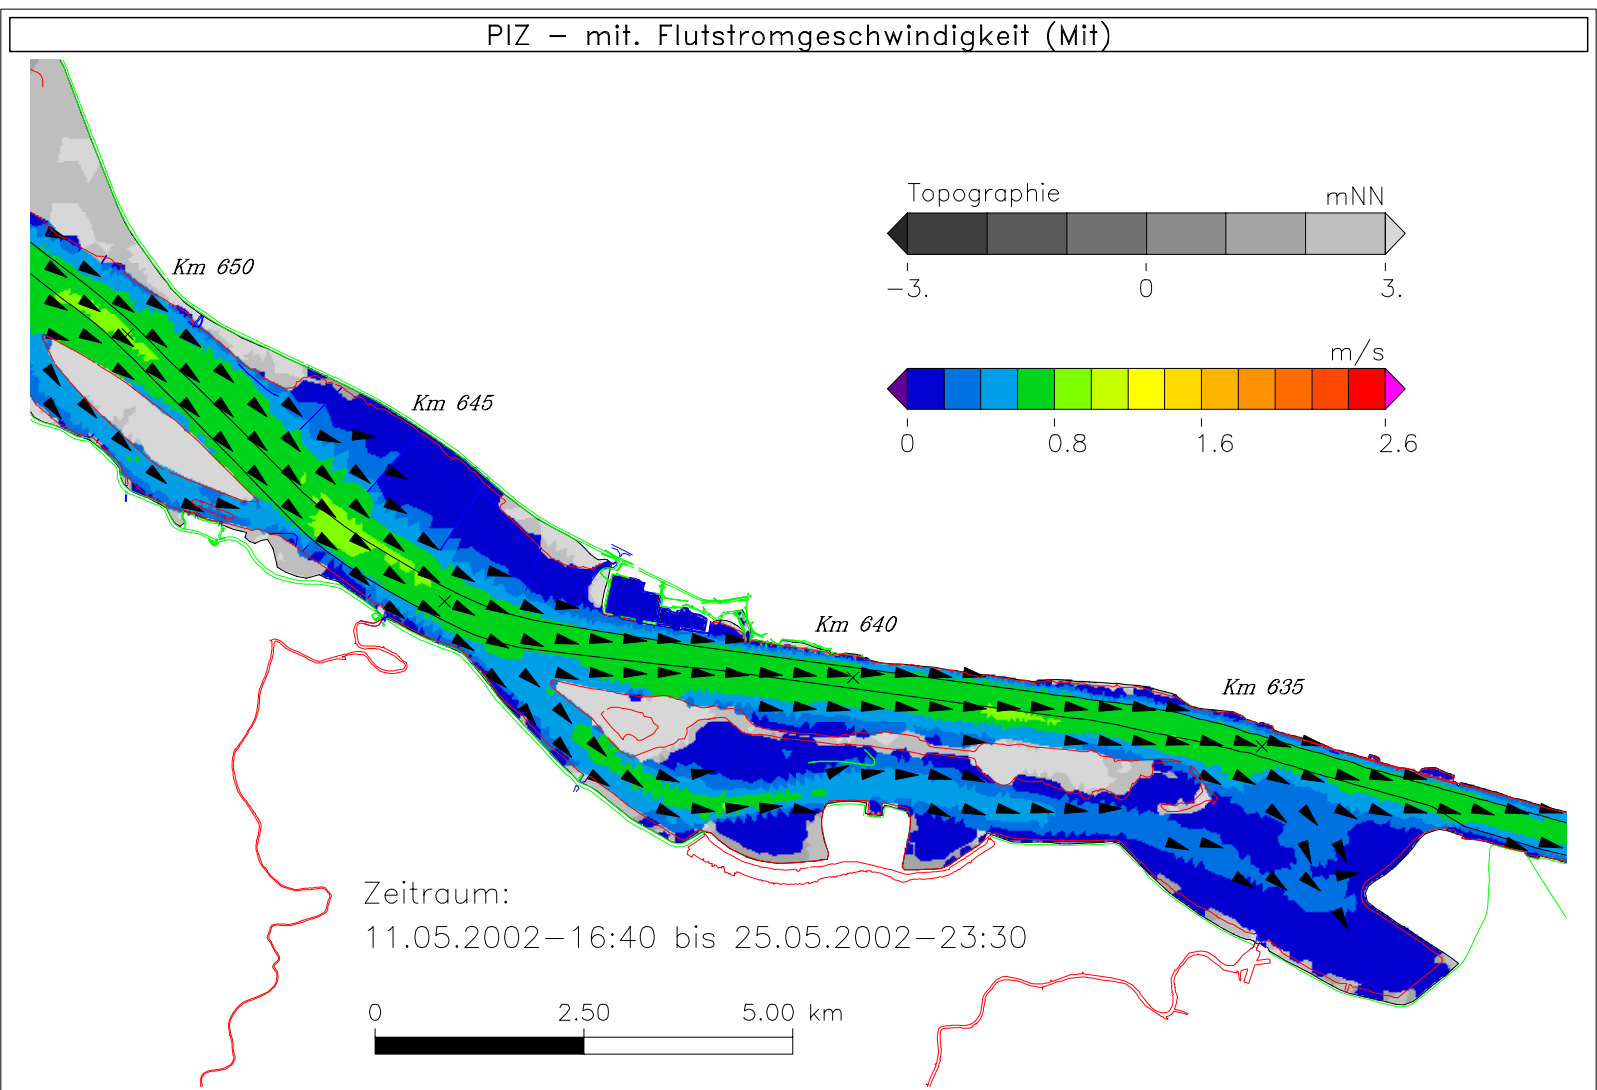 PIZ – mit. Flutstromgeschwindigkeit (Mit)
Topographie mNN
-3. 0 3.
Km 650
m/s
Km 645
0 0.8 1.6 2.6
Km 640
Km 635
Zeitraum:
11.05.2002-16:40 bis 25.05.2002-23:30
0 2.50 5.00 km